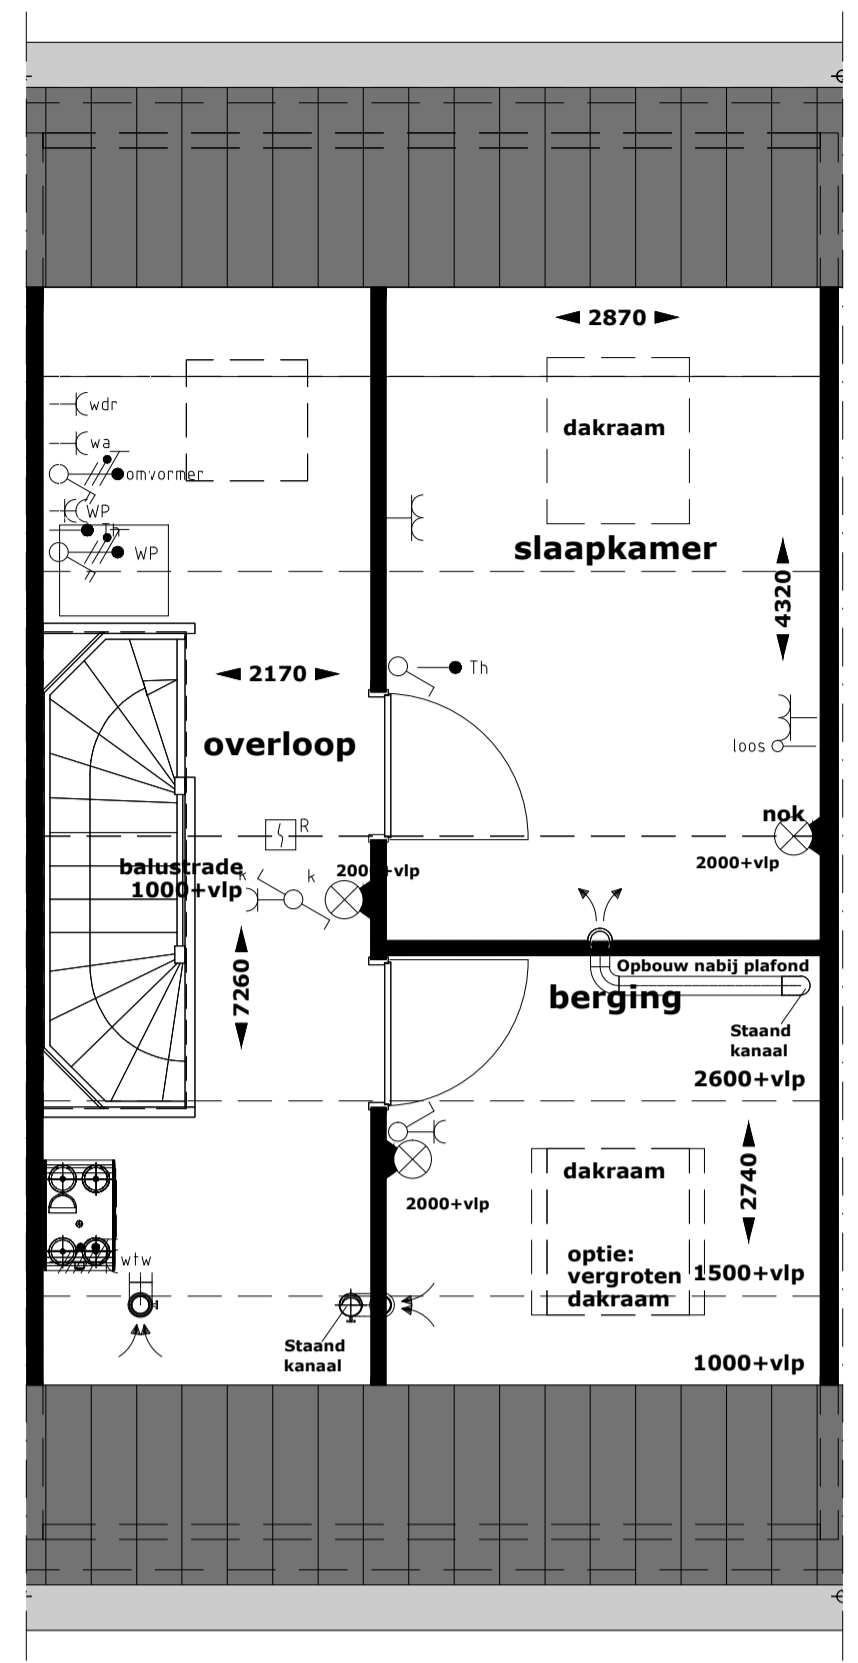 2870
dakraam
wdr
wa
omvormer
WP
Th
WP
slaapkamer
4320
Th
2170
overloop
loos
nok
R
2000+vlp
balustrade
1000+vlp
k
k
2000+vlp
7260
Opbouw nabij plafond
berging
Staand
kanaal
2600+vlp
dakraam
2740
2000+vlp
optie:
vergroten
dakraam
1500+vlp
wtw
Staand
kanaal
1000+vlp